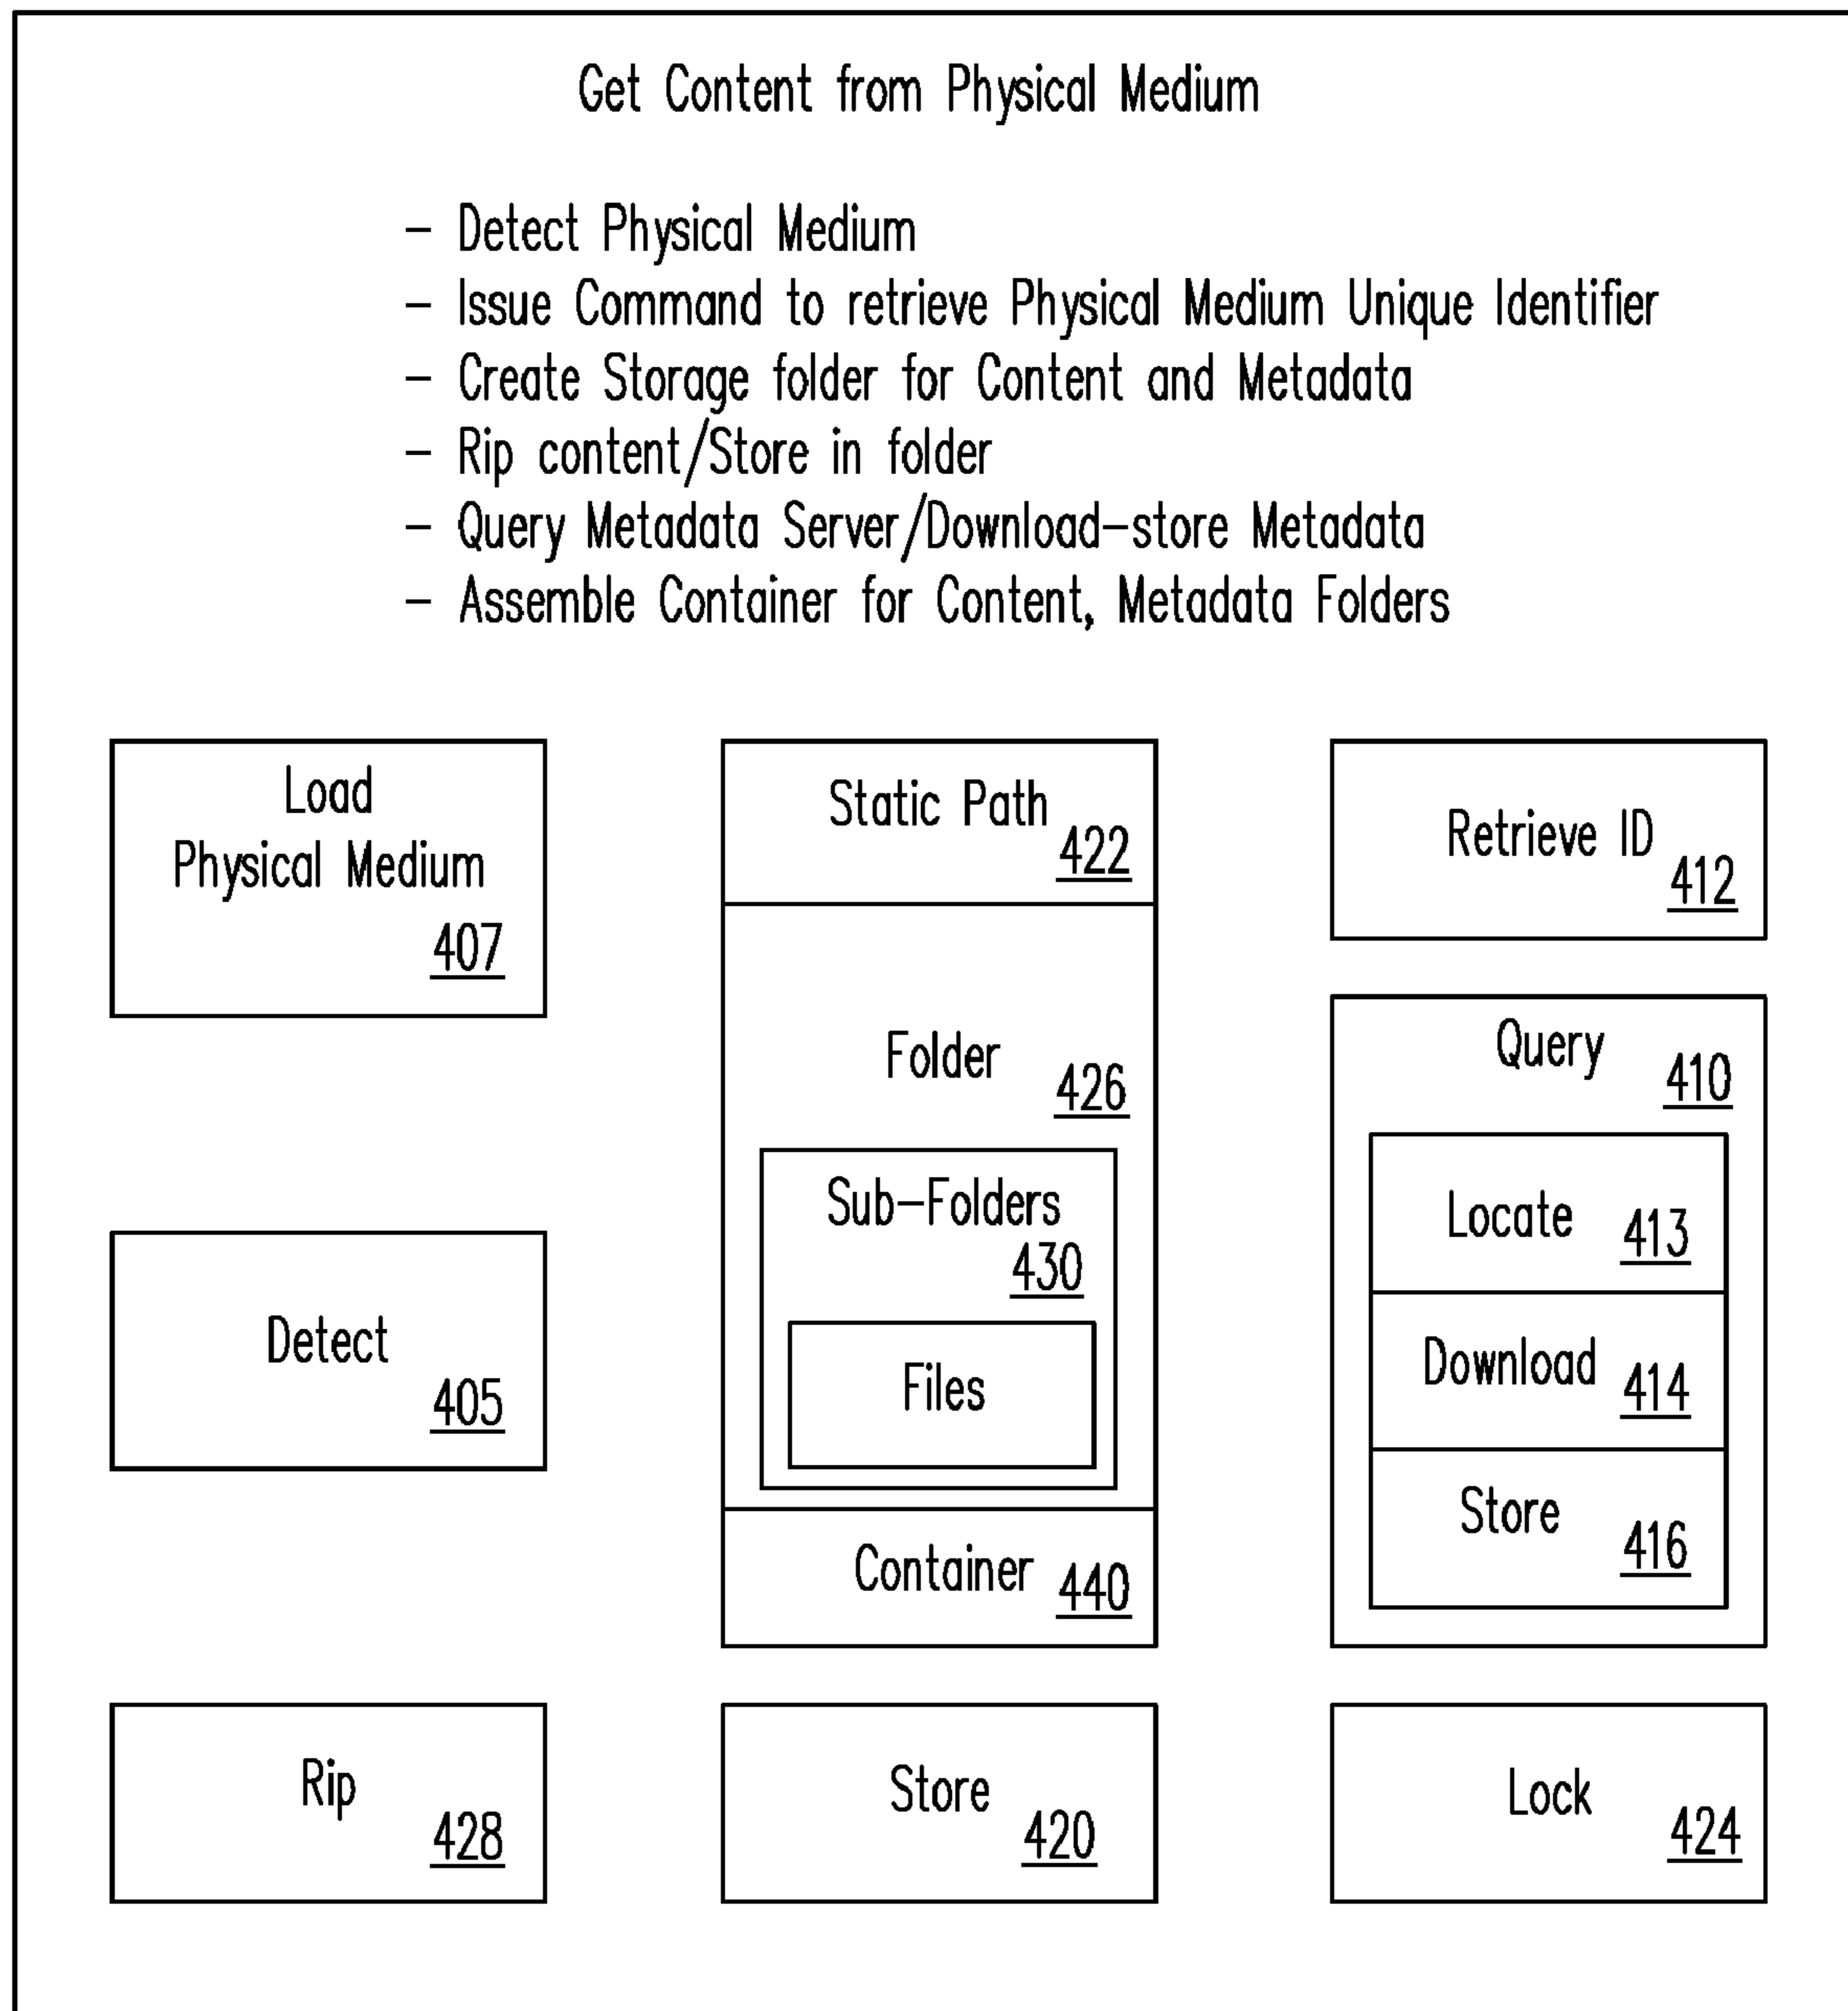 Get Content from Physical Medium
– Detect Physical Medium
– Issue Command to retrieve Physical Medium Unique Identifier
– Create Storage folder for Content and Metadata
– Rip content/Store in folder
– Query Metadata Server/Download–store Metadata
– Assemble Container for Content, Metadata Folders
Load
Physical Medium
407
Static Path
422
Retrieve ID
412
Folder
426
Query
410
Sub–Folders
430
Locate
413
Detect
405
Files
Download
414
Store
416
Container
440
Rip
428
Store
420
Lock
424